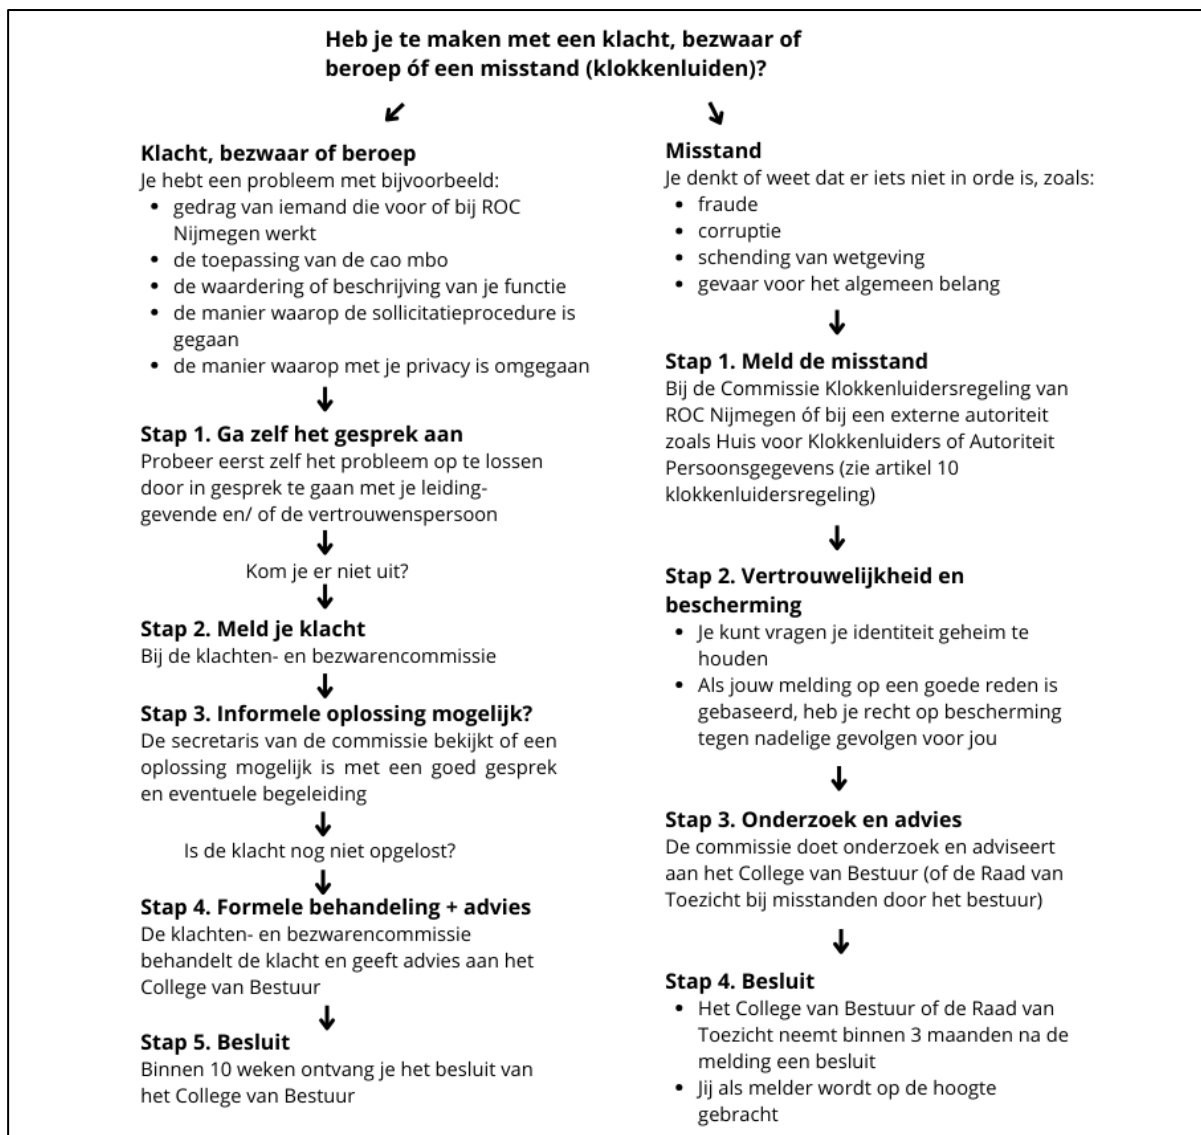 Heb je te maken met een klacht, bezwaar of
beroep óf een misstand (klokkenluiden)?
Klacht, bezwaar of beroep
Je hebt een probleem met bijvoorbeeld:
• gedrag van iemand die voor of bij ROC
Nijmegen werkt
• de toepassing van de cao mbo
• de waardering of beschrijving van je functie
• de manier waarop de sollicitatieprocedure is
gegaan
• de manier waarop met je privacy is omgegaan
Stap 1. Ga zelf het gesprek aan
Probeer eerst zelf het probleem op te lossen
door in gesprek te gaan met je leiding-
gevende en/ of de vertrouwenspersoon
Kom je er niet uit?
Stap 2. Meld je klacht
Bij de klachten- en bezwarencommissie
Stap 3. Informele oplossing mogelijk?
De secretaris van de commissie bekijkt of een
oplossing mogelijk is met een goed gesprek
en eventuele begeleiding
Is de klacht nog niet opgelost?
Stap 4. Formele behandeling + advies
De klachten- en bezwarencommissie
behandelt de klacht en geeft advies aan het
College van Bestuur
Stap 5. Besluit
Binnen 10 weken ontvang je het besluit van
het College van Bestuur
Misstand
Je denkt of weet dat er iets niet in orde is, zoals:
• fraude
• corruptie
• schending van wetgeving
• gevaar voor het algemeen belang
Stap 1. Meld de misstand
Bij de Commissie Klokkenluidersregeling van
ROC Nijmegen óf bij een externe autoriteit
zoals Huis voor Klokkenluiders of Autoriteit
Persoonsgegevens (zie artikel 10
klokkenluidersregeling)
Stap 2. Vertrouwelijkheid en
bescherming
• Je kunt vragen je identiteit geheim te
houden
• Als jouw melding op een goede reden is
gebaseerd, heb je recht op bescherming
tegen nadelige gevolgen voor jou
Stap 3. Onderzoek en advies
De commissie doet onderzoek en adviseert
aan het College van Bestuur (of de Raad van
Toezicht bij misstanden door het bestuur)
Stap 4. Besluit
• Het College van Bestuur of de Raad van
Toezicht neemt binnen 3 maanden na de
melding een besluit
• Jij als melder wordt op de hoogte
gebracht